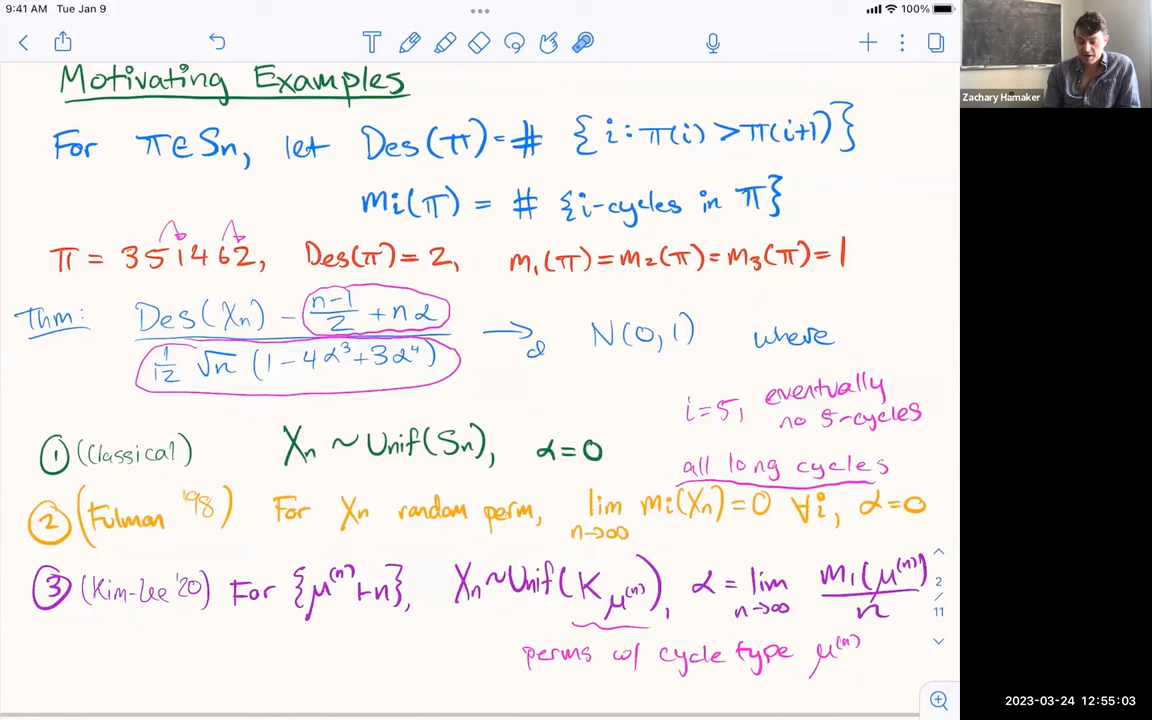 9:41 AM Tue Jan 9
100%
Zachary Hamaker
Motivating Examples
For π∈Sn, let Des(π) = # {i : π(i) > π(i+1)}
mi(π) = # {i-cycles in π}
π = 351462, Des(π) = 2, m₁(π) = m₂(π) = m₃(π) = 1
Thm: (Des(Xn) - (n-1)/2 + nα) / (1/12 √n (1 - 4α³ + 3α⁴)) →d N(0,1) where
i=5, eventually
no 5-cycles
① (Classical) Xn ~ Unif(Sn), α=0
all long cycles
② (Fulman '98) For Xn random perm, lim n→∞ mi(Xn) = 0 ∀i, α=0
③ (Kim-Lee '20) For {μ⁽ⁿ⁾ ⊢ n}, Xn ~ Unif(K μ⁽ⁿ⁾), α = lim n→∞ m₁(μ⁽ⁿ⁾)/n
perms w/ cycle type μ⁽ⁿ⁾
2
11
2023-03-24 12:55:03